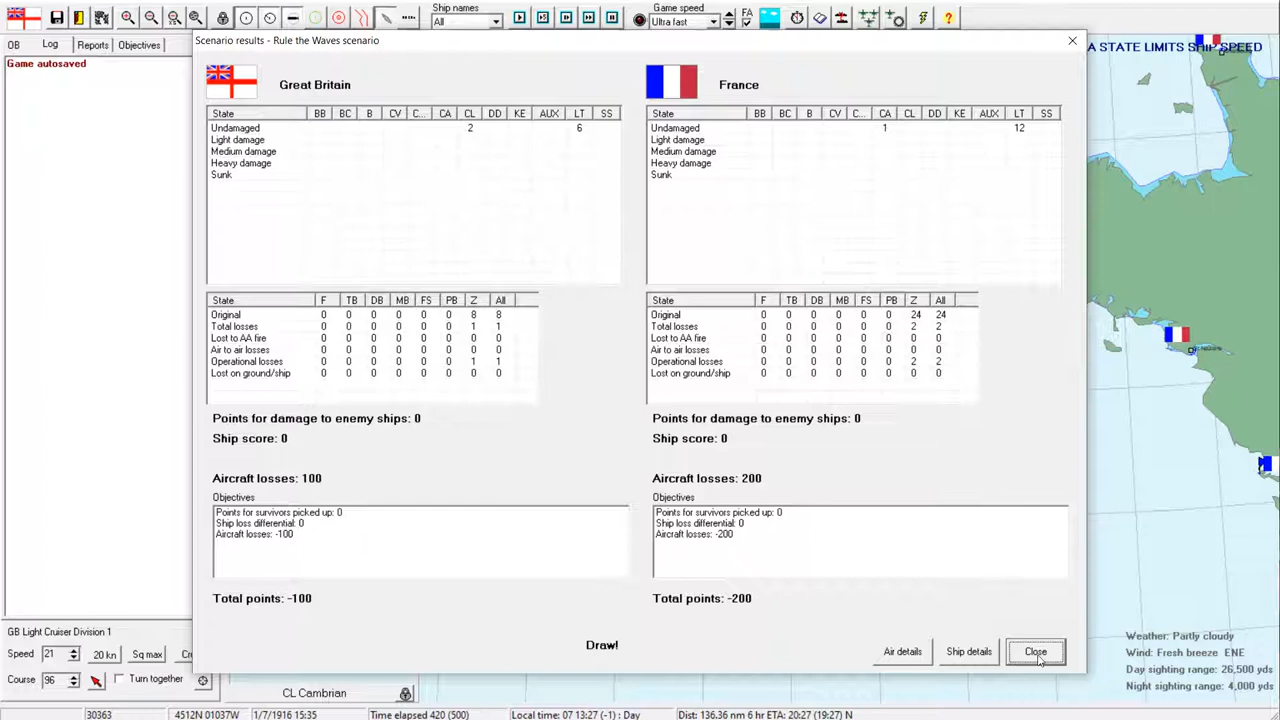 Ship names
Game speed
FA
All
Ultra fast
OB Log Reports Objectives
Game autosaved
Scenario results - Rule the Waves scenario
A STATE LIMITS SHIP SPEED
Great Britain
State BB BC B CV C... CA CL DD KE AUX LT SS
Undamaged 2 6
Light damage
Medium damage
Heavy damage
Sunk
State F TB DB MB FS PB Z All
Original 0 0 0 0 0 0 8 8
Total losses 0 0 0 0 0 0 1 1
Lost to AA fire 0 0 0 0 0 0 0 0
Air to air losses 0 0 0 0 0 0 0 0
Operational losses 0 0 0 0 0 0 1 1
Lost on ground/ship 0 0 0 0 0 0 0 0
Points for damage to enemy ships: 0
Ship score: 0
Aircraft losses: 100
Objectives
Points for survivors picked up: 0
Ship loss differential: 0
Aircraft losses: -100
Total points: -100
France
State BB BC B CV C... CA CL DD KE AUX LT SS
Undamaged 1 12
Light damage
Medium damage
Heavy damage
Sunk
State F TB DB MB FS PB Z All
Original 0 0 0 0 0 0 24 24
Total losses 0 0 0 0 0 0 2 2
Lost to AA fire 0 0 0 0 0 0 0 0
Air to air losses 0 0 0 0 0 0 0 0
Operational losses 0 0 0 0 0 0 2 2
Lost on ground/ship 0 0 0 0 0 0 0 0
Points for damage to enemy ships: 0
Ship score: 0
Aircraft losses: 200
Objectives
Points for survivors picked up: 0
Ship loss differential: 0
Aircraft losses: -200
Total points: -200
Draw!
Air details Ship details Close
GB Light Cruiser Division 1
Speed 21 20 kn Sq max
Course 96 Turn together
CL Cambrian
Weather: Partly cloudy
Wind: Fresh breeze ENE
Day sighting range: 26,500 yds
Night sighting range: 4,000 yds
30363 4512N 01037W 1/7/1916 15:35 Time elapsed 420 (500) Local time: 07 13:27 (-1) : Day Dist: 136.36 nm 6 hr ETA: 20:27 (19:27) N